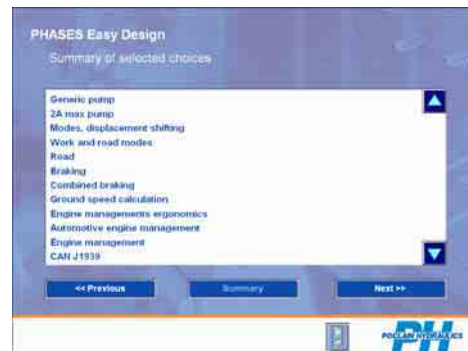 PHASES Easy Design
Summary of selected choices
Generic pump
2A max pump
Modes, displacement shifting
Work and road modes
Road
Braking
Combined braking
Ground speed calculation
Engine managements ergonomics
Automotive engine management
Engine management
CAN J1939
<< Previous
Summary
Next >>
POCLAIN HYDRAULICS